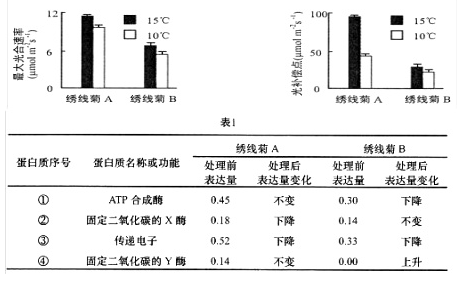 最大光合速率
(μmol m⁻² s⁻¹)
12
6
0
15℃
10℃
绣线菊 A 绣线菊 B
光补偿点(μmol m⁻² s⁻¹)
100
50
0
15℃
10℃
绣线菊 A 绣线菊 B
表1
绣线菊 A 绣线菊 B
蛋白质序号 蛋白质名称或功能 处理前表达量 处理后表达量变化 处理前表达量 处理后表达量变化
① ATP 合成酶 0.45 不变 0.30 下降
② 固定二氧化碳的 X 酶 0.18 下降 0.14 不变
③ 传递电子 0.52 下降 0.33 下降
④ 固定二氧化碳的 Y 酶 0.14 不变 0.00 上升